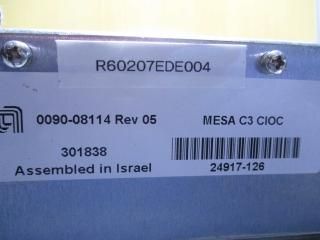 R60207EDE004
0090-08114 Rev 05
MESA C3 CIOC
301838
Assembled in Israel
24917-126